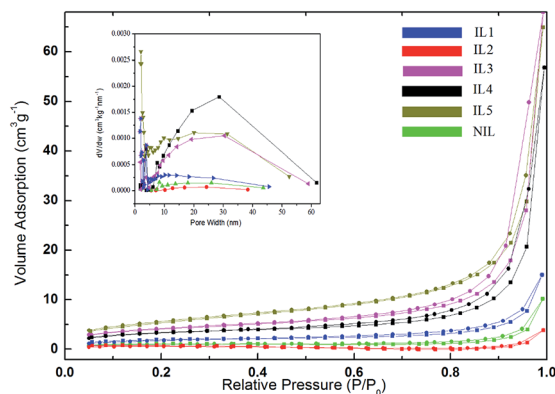 60
50
40
30
20
10
0
Volume Adsorption (cm³g⁻¹)
0.0030
0.0025
0.0020
0.0015
0.0010
0.0005
0.0000
dV/dw (cm³kg⁻¹nm⁻¹)
0 10 20 30 40 50 60
Pore Width (nm)
IL1
IL2
IL3
IL4
IL5
NIL
0.0 0.2 0.4 0.6 0.8 1.0
Relative Pressure (P/P₀)